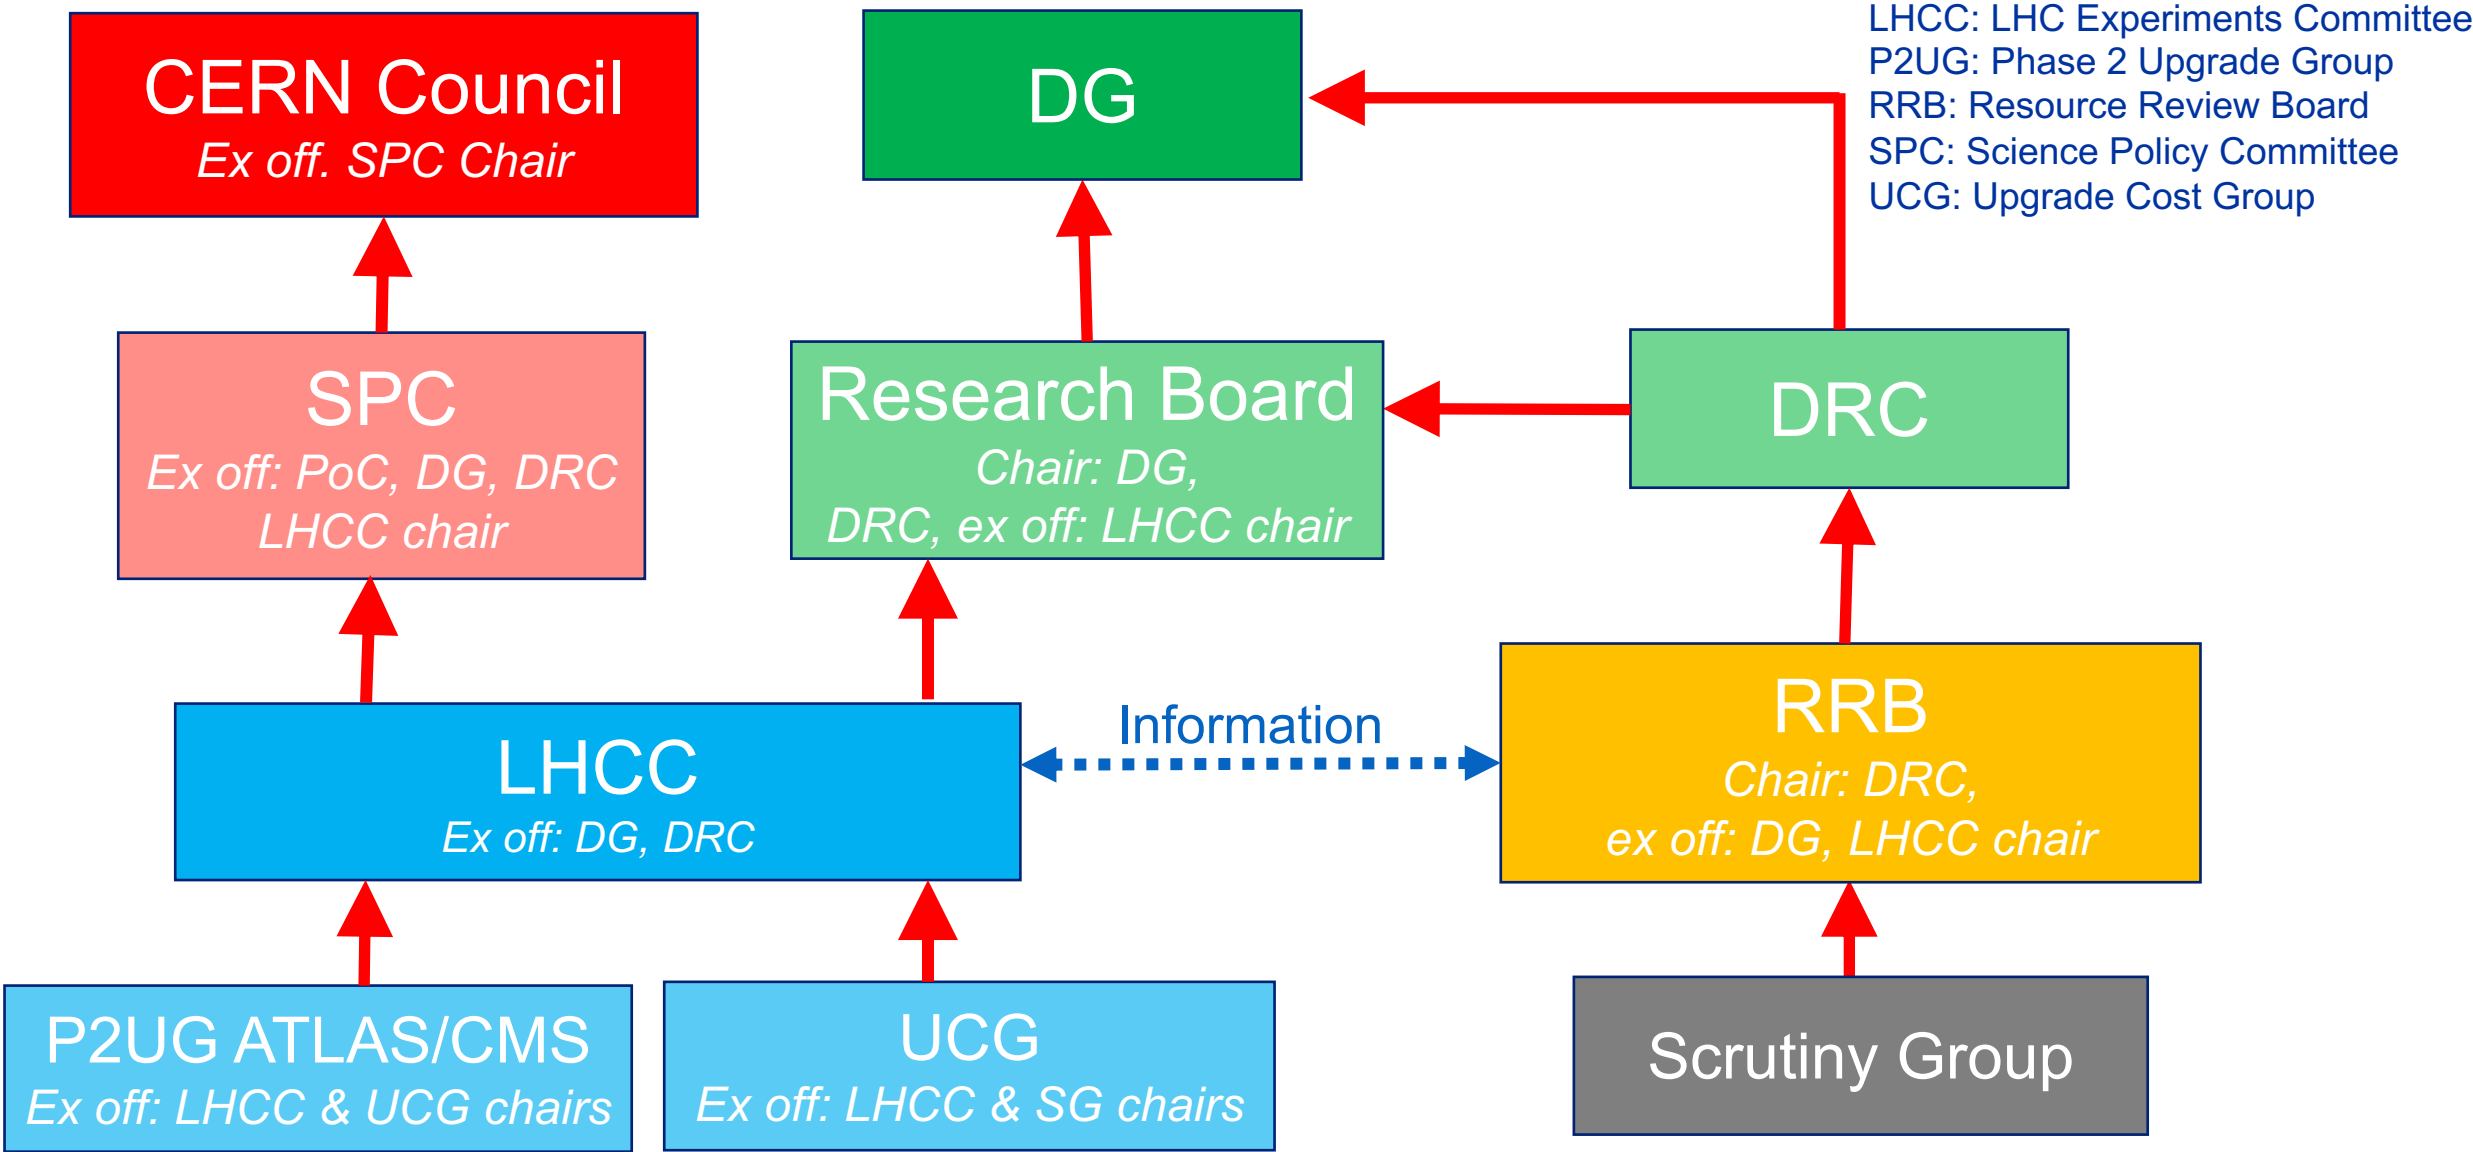 CERN Council
Ex off. SPC Chair
DG
LHCC: LHC Experiments Committee
P2UG: Phase 2 Upgrade Group
RRB: Resource Review Board
SPC: Science Policy Committee
UCG: Upgrade Cost Group
SPC
Ex off: PoC, DG, DRC
LHCC chair
Research Board
Chair: DG,
DRC, ex off: LHCC chair
DRC
LHCC
Ex off: DG, DRC
Information
RRB
Chair: DRC,
ex off: DG, LHCC chair
P2UG ATLAS/CMS
Ex off: LHCC & UCG chairs
UCG
Ex off: LHCC & SG chairs
Scrutiny Group